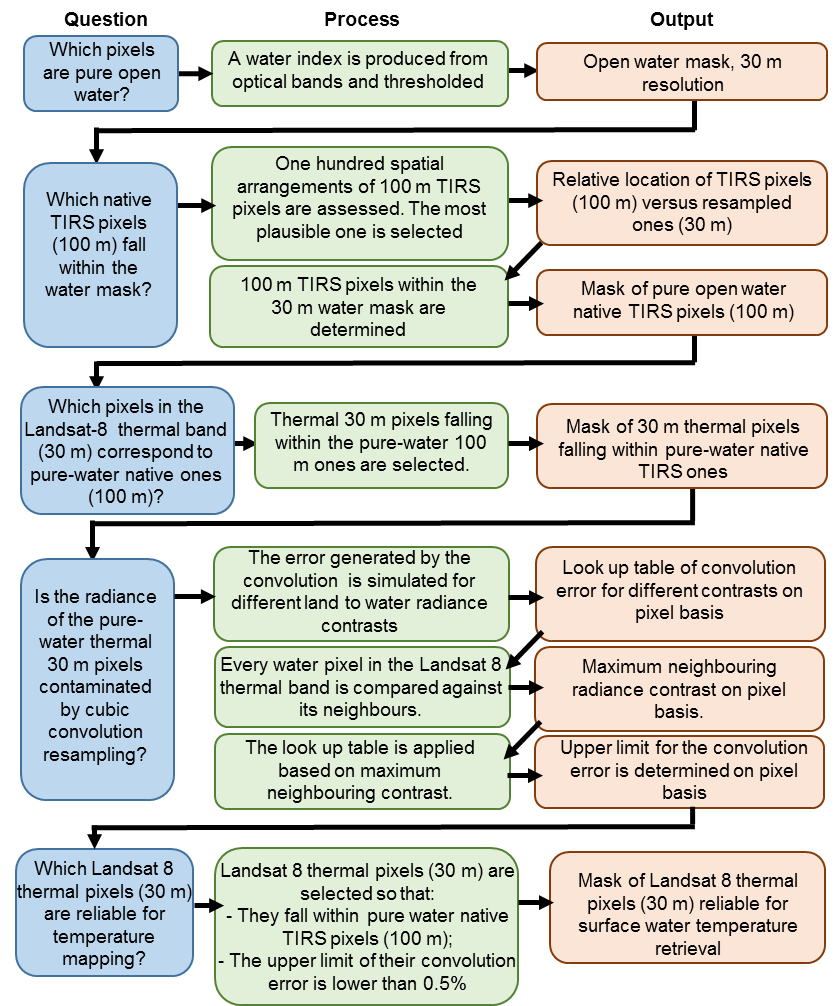 Question
Process
Output
Which pixels
are pure open
water?
A water index is produced from
optical bands and thresholded
Open water mask, 30 m
resolution
Which native
TIRS pixels
(100 m) fall
within the
water mask?
One hundred spatial
arrangements of 100 m TIRS
pixels are assessed. The most
plausible one is selected
Relative location of TIRS pixels
(100 m) versus resampled
ones (30 m)
100 m TIRS pixels within the
30 m water mask are
determined
Mask of pure open water
native TIRS pixels (100 m)
Which pixels in the
Landsat-8 thermal band
(30 m) correspond to
pure-water native ones
(100 m)?
Thermal 30 m pixels falling
within the pure-water 100
m ones are selected.
Mask of 30 m thermal pixels
falling within pure-water native
TIRS ones
Is the radiance
of the pure-
water thermal
30 m pixels
contaminated
by cubic
convolution
resampling?
The error generated by the
convolution is simulated for
different land to water radiance
contrasts
Look up table of convolution
error for different contrasts on
pixel basis
Every water pixel in the Landsat 8
thermal band is compared against
its neighbours.
Maximum neighbouring
radiance contrast on pixel
basis.
The look up table is applied
based on maximum
neighbouring contrast.
Upper limit for the convolution
error is determined on pixel
basis
Which Landsat 8
thermal pixels (30 m)
are reliable for
temperature
mapping?
Landsat 8 thermal pixels (30 m) are
selected so that:
- They fall within pure water native
TIRS pixels (100 m);
- The upper limit of their convolution
error is lower than 0.5%
Mask of Landsat 8 thermal
pixels (30 m) reliable for
surface water temperature
retrieval